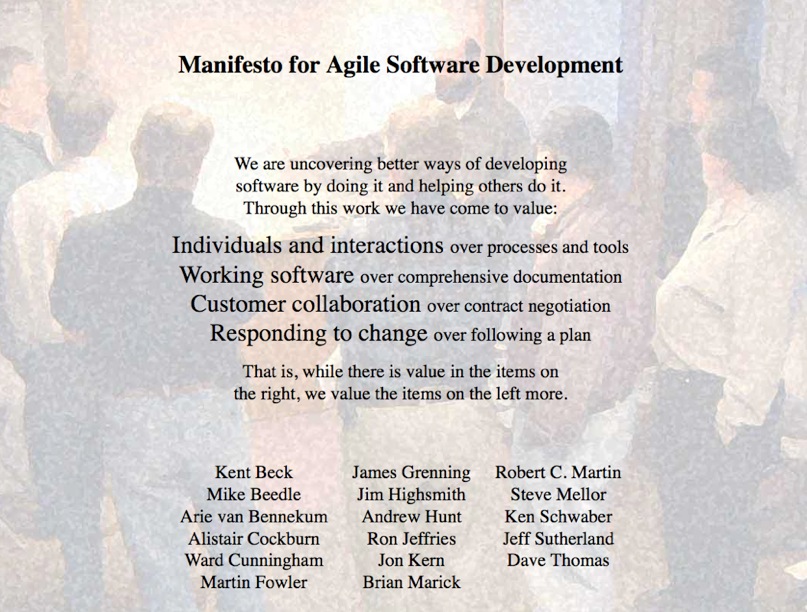 Manifesto for Agile Software Development
We are uncovering better ways of developing
software by doing it and helping others do it.
Through this work we have come to value:
Individuals and interactions over processes and tools
Working software over comprehensive documentation
Customer collaboration over contract negotiation
Responding to change over following a plan
That is, while there is value in the items on
the right, we value the items on the left more.
Kent Beck
Mike Beedle
Arie van Bennekum
Alistair Cockburn
Ward Cunningham
Martin Fowler
James Grenning
Jim Highsmith
Andrew Hunt
Ron Jeffries
Jon Kern
Brian Marick
Robert C. Martin
Steve Mellor
Ken Schwaber
Jeff Sutherland
Dave Thomas